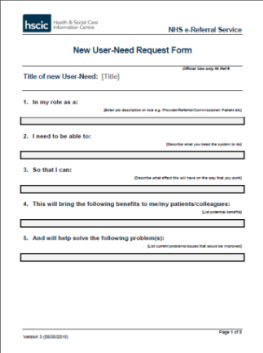 hscic Health & Social Care
Information Centre
NHS e-Referral Service
New User-Need Request Form
Official Use only ID Ref#
Title of new User-Need: [Title]
1. In my role as a:
(Enter job description or role e.g. Provider/Referrer/Commissioner/Patient etc)
2. I need to be able to:
(Describe what you need the system to do)
3. So that I can:
(Describe what effect this will have on the way that you work)
4. This will bring the following benefits to me/my patients/colleagues:
(List potential benefits)
5. And will help solve the following problem(s):
(List current problems/issues that would be improved)
Page 1 of
Version